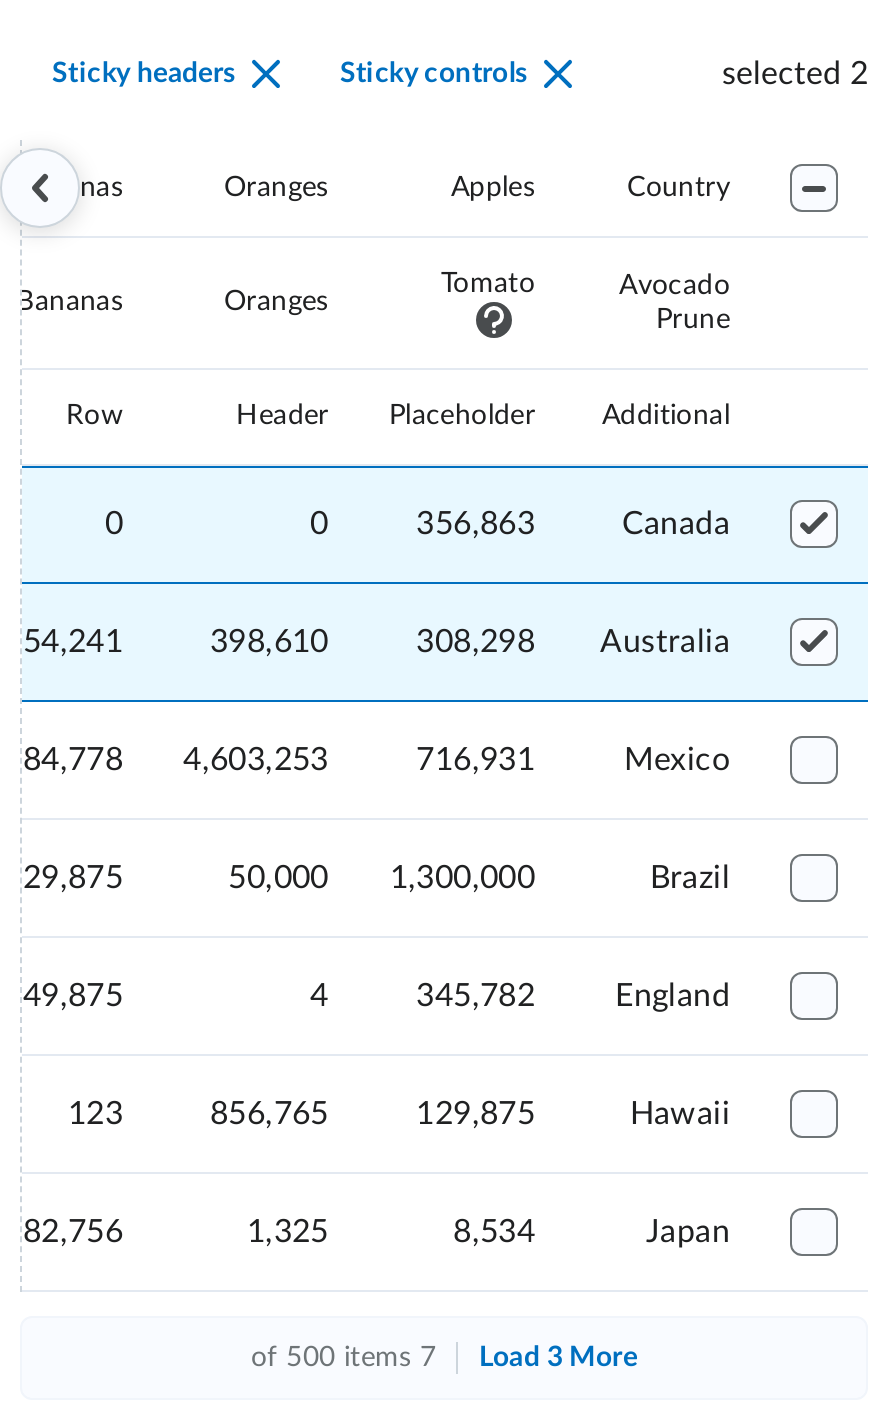 Sticky headers Sticky controls selected 2
nas Oranges Apples Country
Bananas Oranges Tomato Avocado Prune
Row Header Placeholder Additional
0 0 356,863 Canada
54,241 398,610 308,298 Australia
84,778 4,603,253 716,931 Mexico
29,875 50,000 1,300,000 Brazil
49,875 4 345,782 England
123 856,765 129,875 Hawaii
82,756 1,325 8,534 Japan
of 500 items 7 Load 3 More